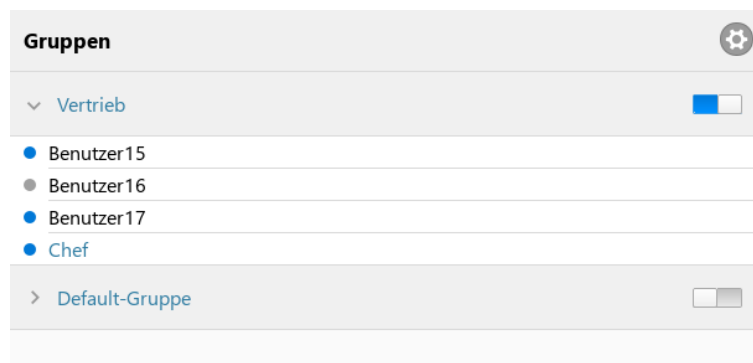 Gruppen
Vertrieb
Benutzer15
Benutzer16
Benutzer17
Chef
Default-Gruppe